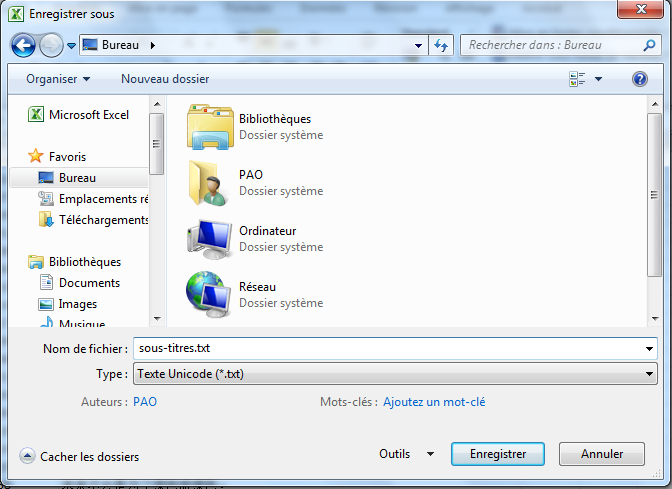 Enregistrer sous
Bureau
Rechercher dans : Bureau
Organiser
Nouveau dossier
Microsoft Excel
Favoris
Bureau
Emplacements ré
Téléchargements
Bibliothèques
Documents
Images
Musique
Bibliothèques
Dossier système
PAO
Dossier système
Ordinateur
Dossier système
Réseau
Dossier système
Nom de fichier : sous-titres.txt
Type : Texte Unicode (*.txt)
Auteurs : PAO Mots-clés : Ajoutez un mot-clé
Cacher les dossiers Outils Enregistrer Annuler